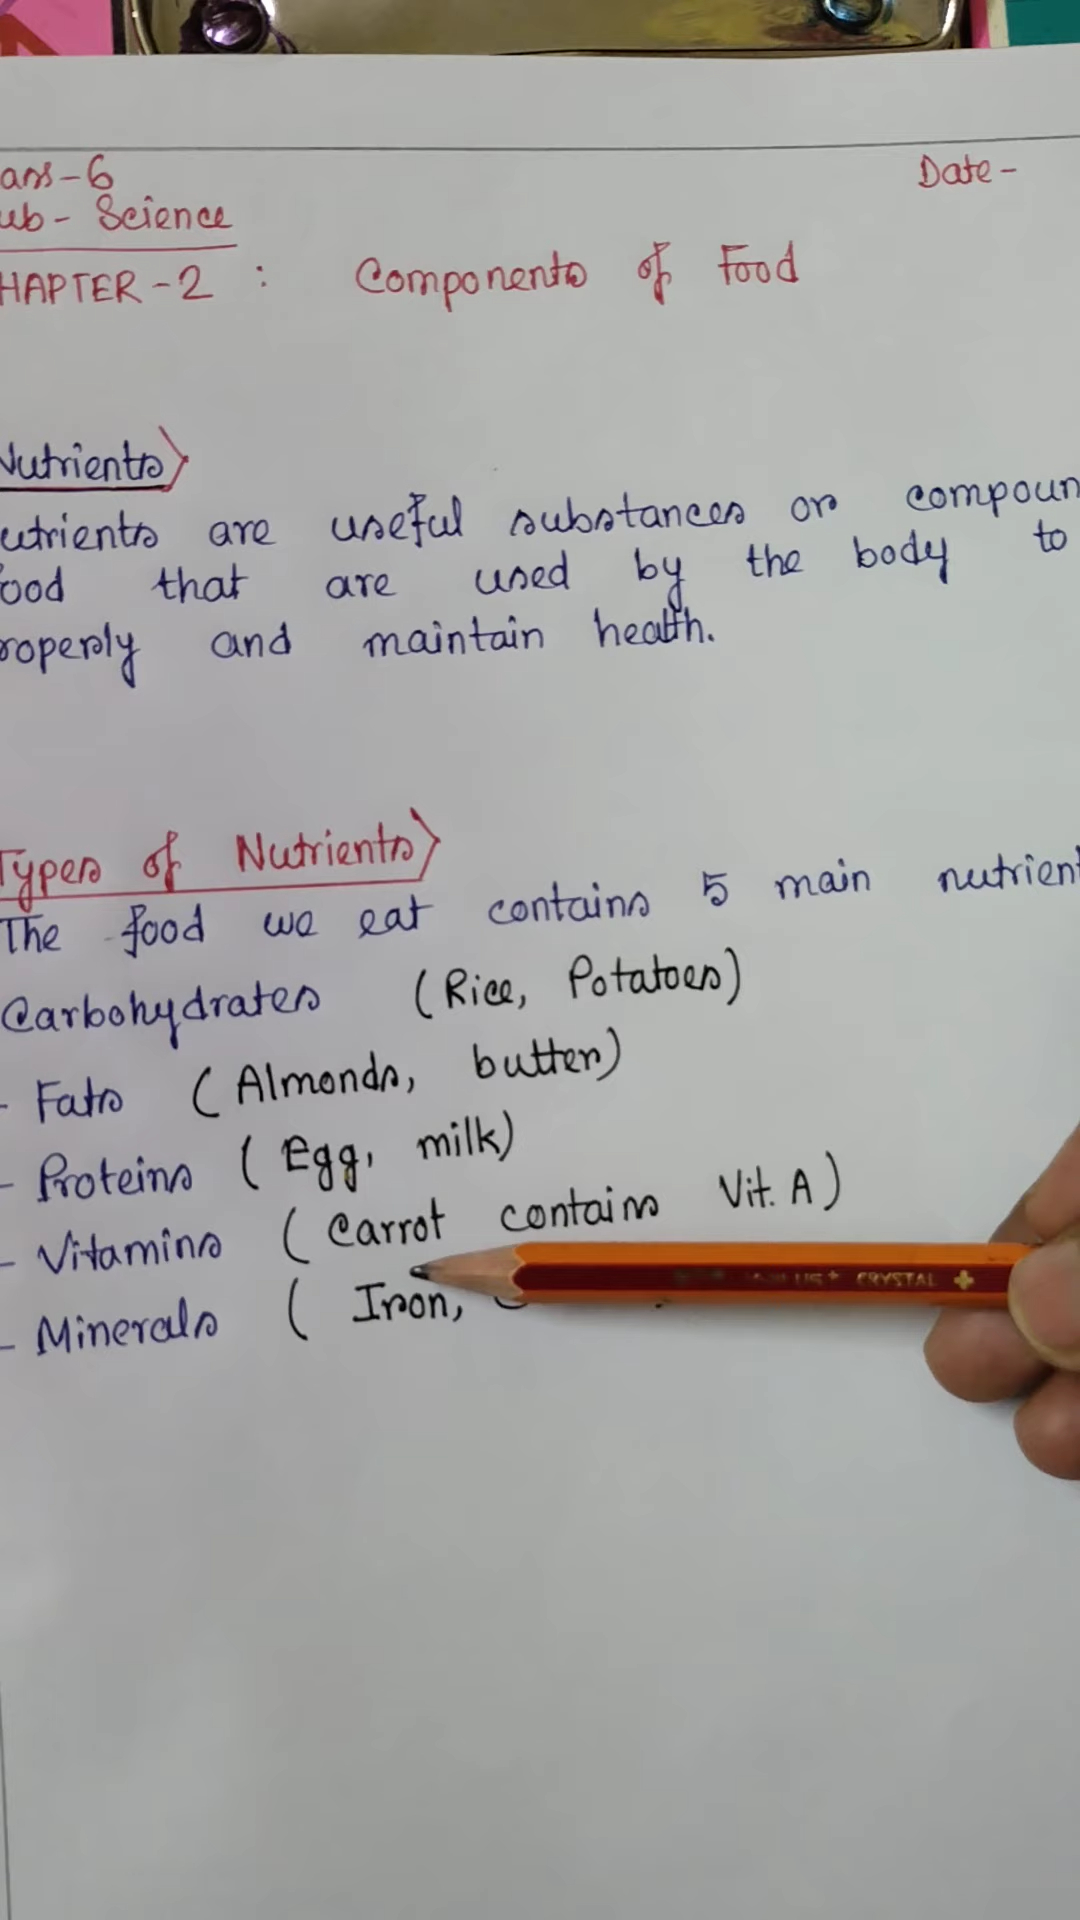 ass-6
ub- Science
HAPTER-2 : Components of Food
Date-
Nutrients
utrients are useful substances or compoun
ood that are used by the body to
roperly and maintain health.
Types of Nutrients
The food we eat contains 5 main nutrient
Carbohydrates (Rice, Potatoes)
- Fats (Almonds, butter)
- Proteins (Egg, milk)
- Vitamins (Carrot contains Vit. A)
- Minerals (Iron,
CRYSTAL